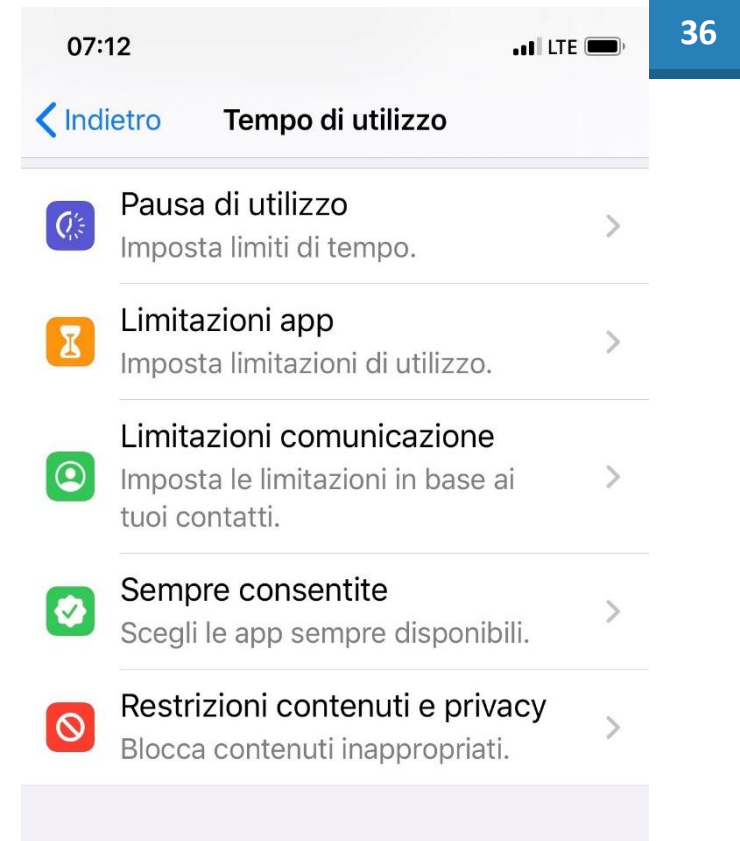 36
07:12 LTE
Indietro Tempo di utilizzo
Pausa di utilizzo
Imposta limiti di tempo.
Limitazioni app
Imposta limitazioni di utilizzo.
Limitazioni comunicazione
Imposta le limitazioni in base ai
tuoi contatti.
Sempre consentite
Scegli le app sempre disponibili.
Restrizioni contenuti e privacy
Blocca contenuti inappropriati.